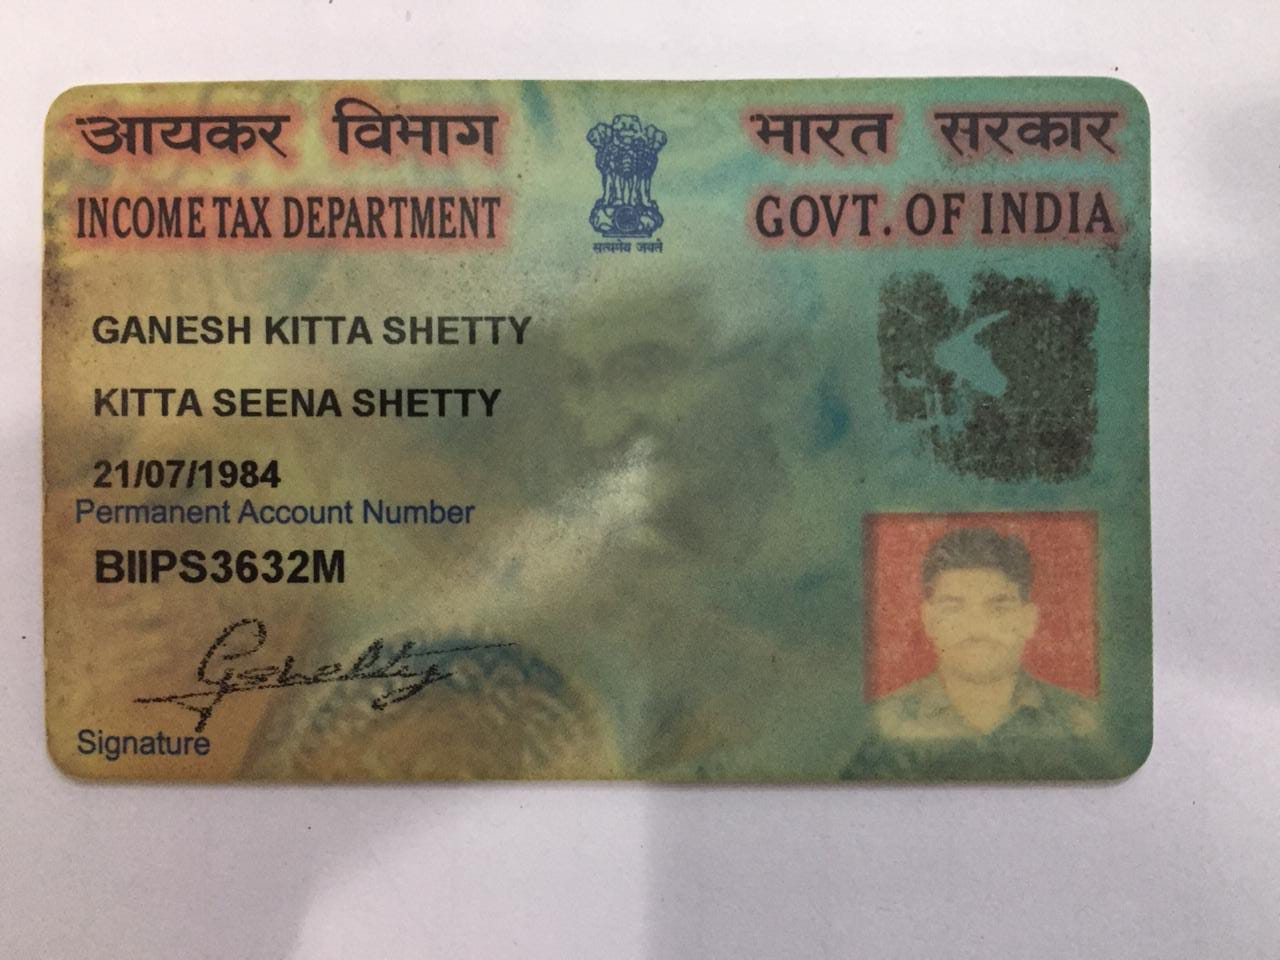 आयकर विभाग
INCOME TAX DEPARTMENT
सत्यमेव जयते
भारत सरकार
GOVT. OF INDIA
GANESH KITTA SHETTY
KITTA SEENA SHETTY
21/07/1984
Permanent Account Number
BIIPS3632M
Gshetty
Signature